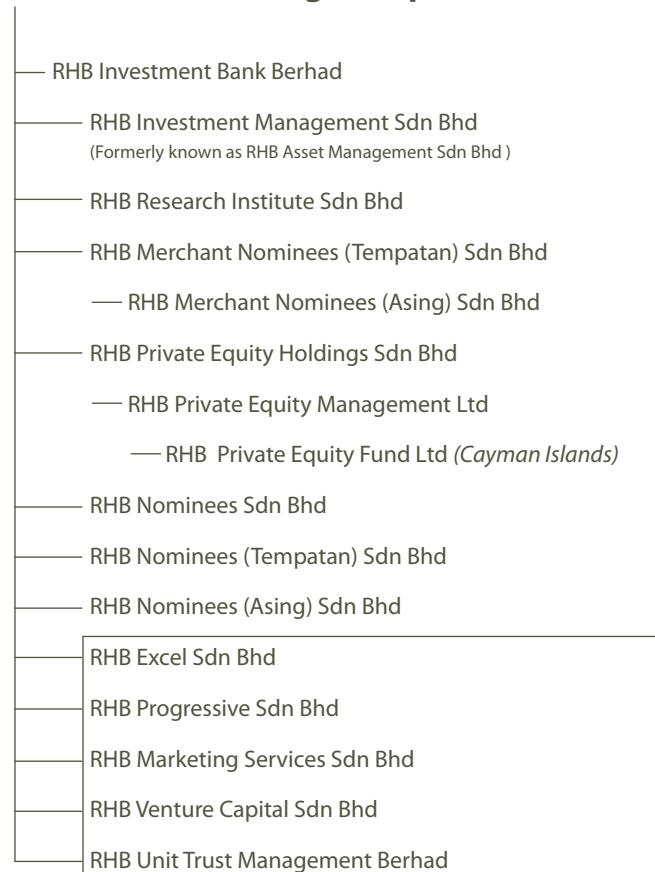 RHB Investment Bank Berhad
RHB Investment Management Sdn Bhd
(Formerly known as RHB Asset Management Sdn Bhd )
RHB Research Institute Sdn Bhd
RHB Merchant Nominees (Tempatan) Sdn Bhd
RHB Merchant Nominees (Asing) Sdn Bhd
RHB Private Equity Holdings Sdn Bhd
RHB Private Equity Management Ltd
RHB Private Equity Fund Ltd (Cayman Islands)
RHB Nominees Sdn Bhd
RHB Nominees (Tempatan) Sdn Bhd
RHB Nominees (Asing) Sdn Bhd
RHB Excel Sdn Bhd
RHB Progressive Sdn Bhd
RHB Marketing Services Sdn Bhd
RHB Venture Capital Sdn Bhd
RHB Unit Trust Management Berhad